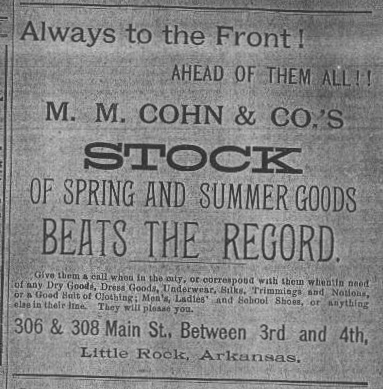 Always to the Front!
AHEAD OF THEM ALL!!
M. M. COHN & CO.'S
STOCK
OF SPRING AND SUMMER GOODS
BEATS THE RECORD.
Give them a call when in the city, or correspond with them when in need
of any Dry Goods, Dress Goods, Underwear, Silks, Trimmings and Notions,
or a Good Suit of Clothing; Men's, Ladies' and School Shoes, or anything
else in their line. They will please you.
306 & 308 Main St., Between 3rd and 4th,
Little Rock, Arkansas.